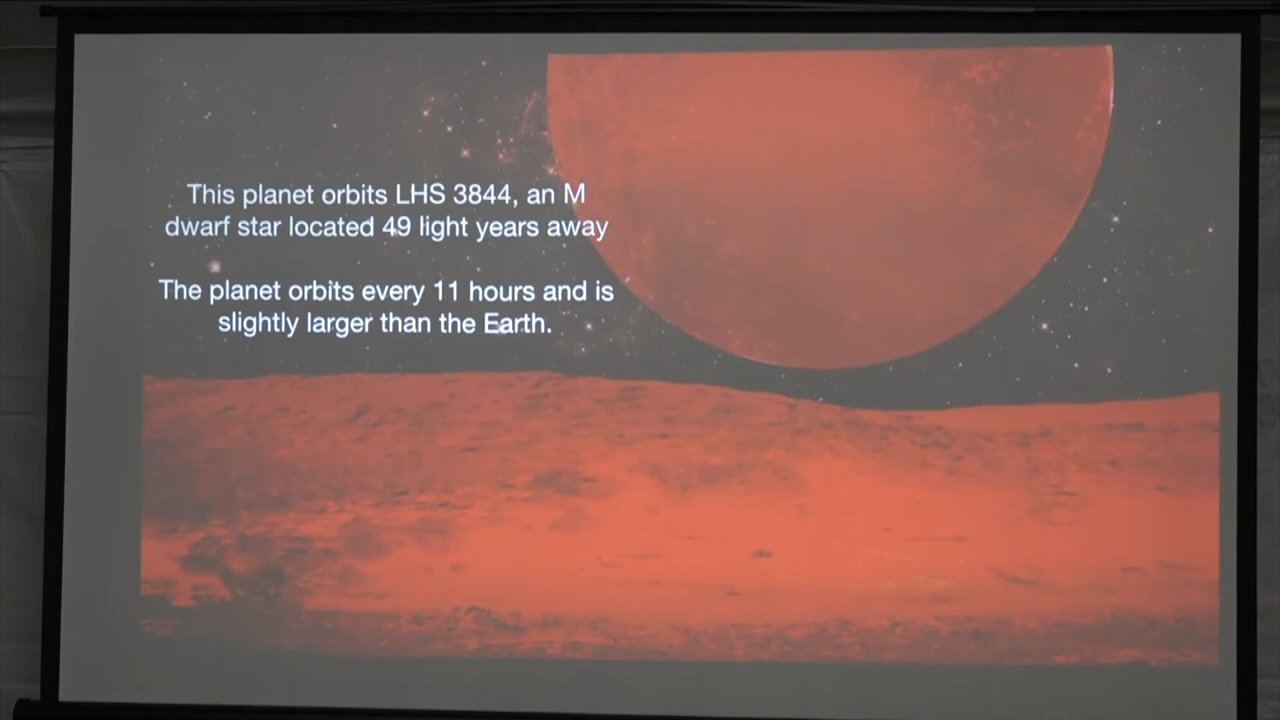 This planet orbits LHS 3844, an M
dwarf star located 49 light years away
The planet orbits every 11 hours and is
slightly larger than the Earth.